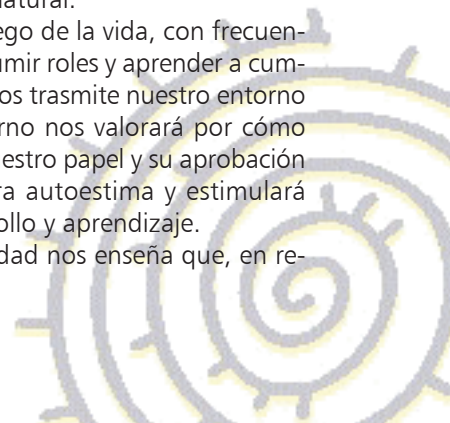 natural.
ego de la vida, con frecuen-
umir roles y aprender a cum-
os trasmite nuestro entorno
rno nos valorará por cómo
estro papel y su aprobación
ra autoestima y estimulará
ollo y aprendizaje.
dad nos enseña que, en re-